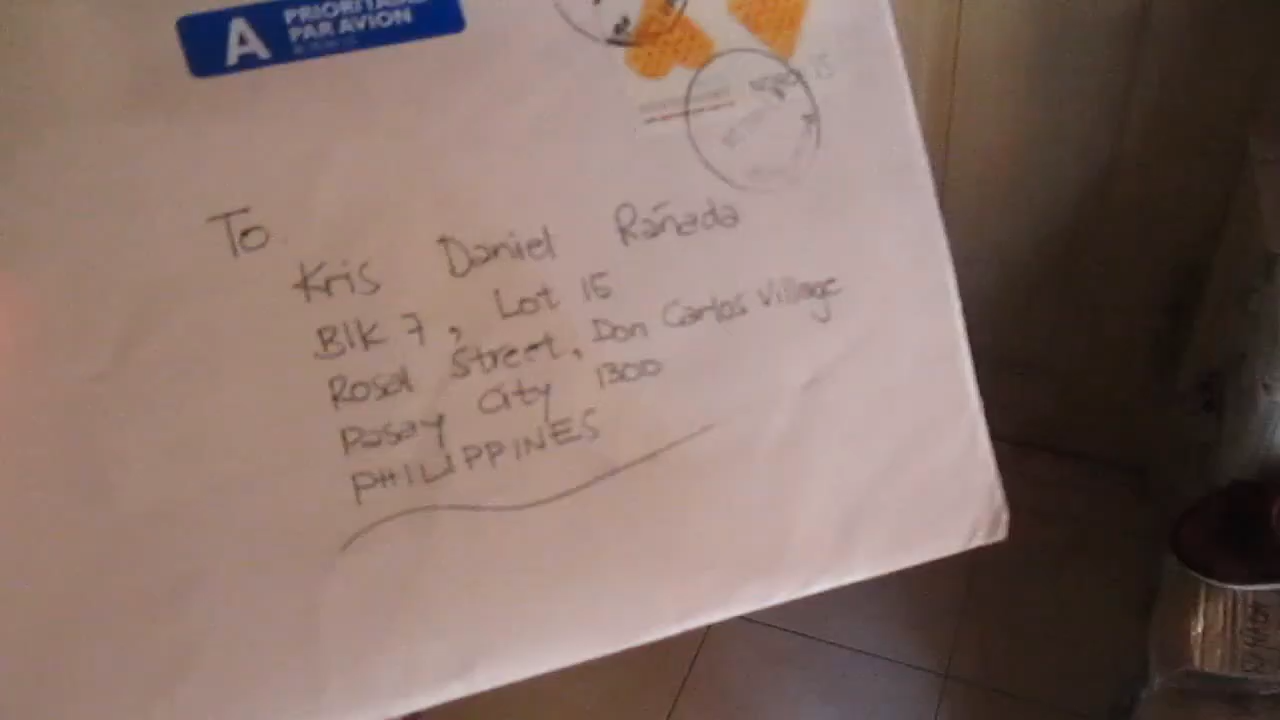 A PRIORITAIRE
PAR AVION
To
Kris Daniel Rañada
Blk 7, Lot 15
Rosal Street, Don Carlos Village
Pasay City 1300
PHILIPPINES